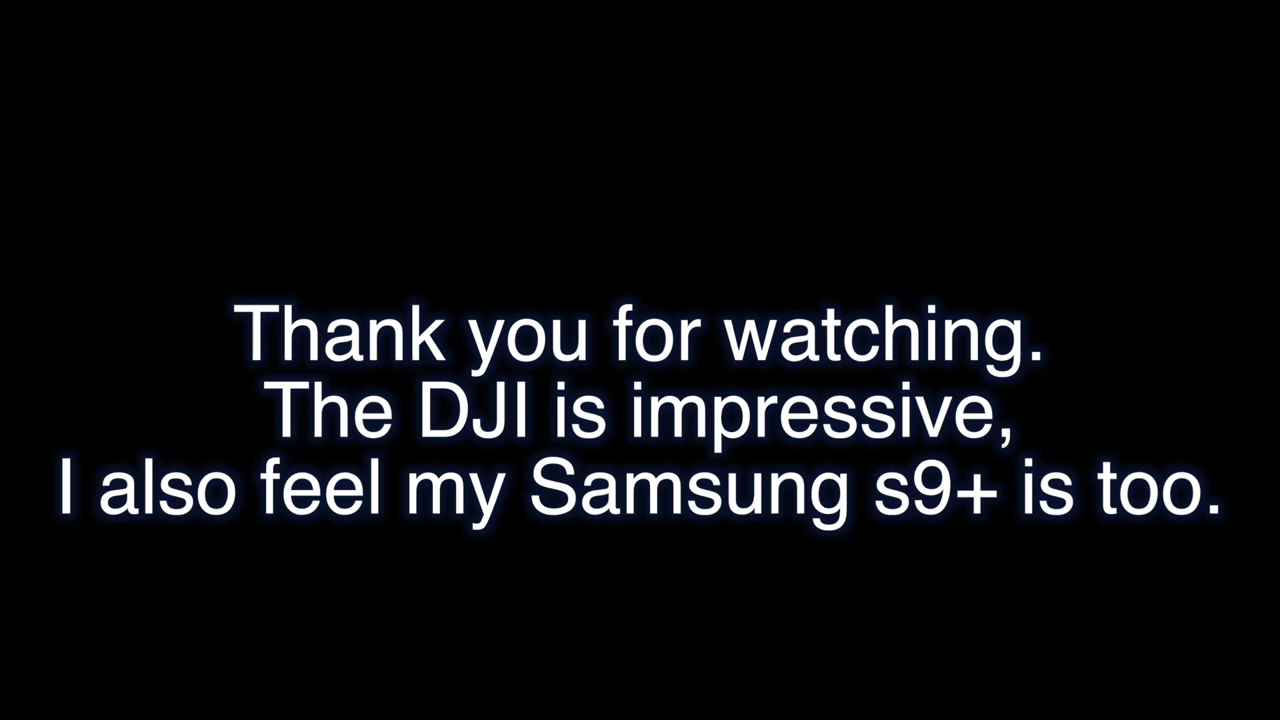 Thank you for watching.
The DJI is impressive,
I also feel my Samsung s9+ is too.